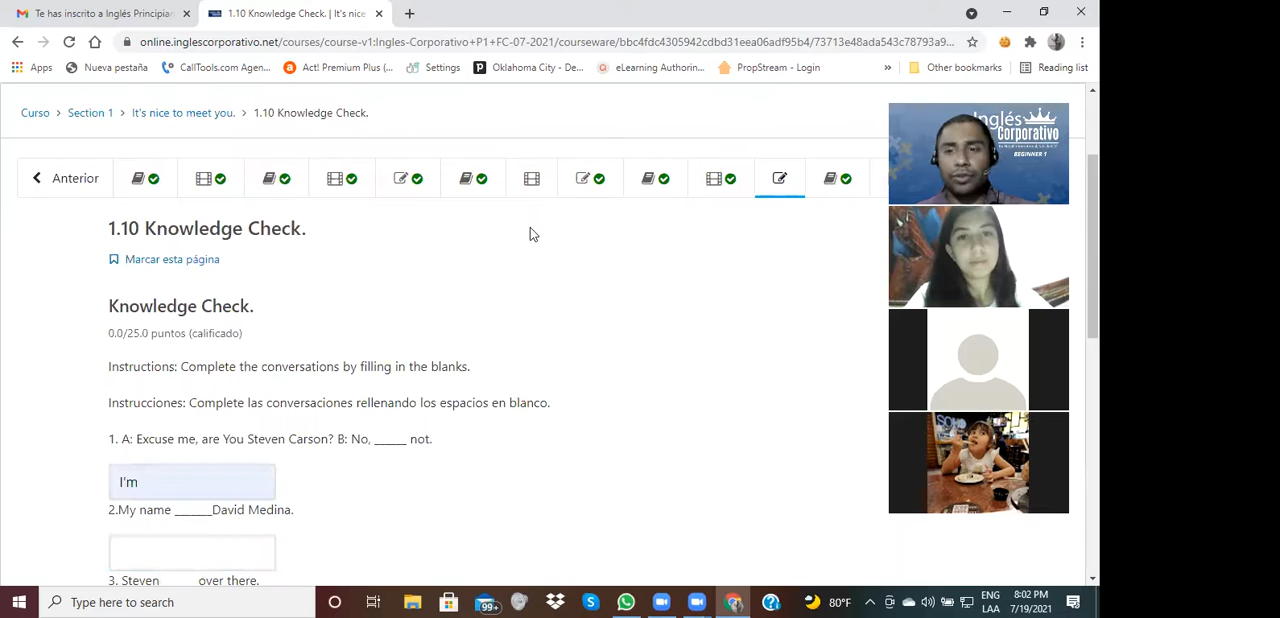 Te has inscrito a Inglés Principian
1.10 Knowledge Check. | It's nice
online.inglescorporativo.net/courses/course-v1:Ingles-Corporativo+P1+FC-07-2021/courseware/bbc4fdc4305942cdbd31eea06adf95b4/73713e48ada543c78793a9...
Apps
Nueva pestaña
CallTools.com Agen...
Act! Premium Plus (...
Settings
Oklahoma City - De...
eLearning Authorin...
PropStream - Login
»
Other bookmarks
Reading list
Curso > Section 1 > It's nice to meet you. > 1.10 Knowledge Check.
Anterior
1.10 Knowledge Check.
Marcar esta página
Knowledge Check.
0.0/25.0 puntos (calificado)
Instructions: Complete the conversations by filling in the blanks.
Instrucciones: Complete las conversaciones rellenando los espacios en blanco.
1. A: Excuse me, are You Steven Carson? B: No, ______ not.
I'm
2.My name _______David Medina.
3. Steven ______ over there.
Inglés
Corporativo
BEGINNER 1
SOHO
Type here to search
99+
80°F
ENG
LAA
8:02 PM
7/19/2021